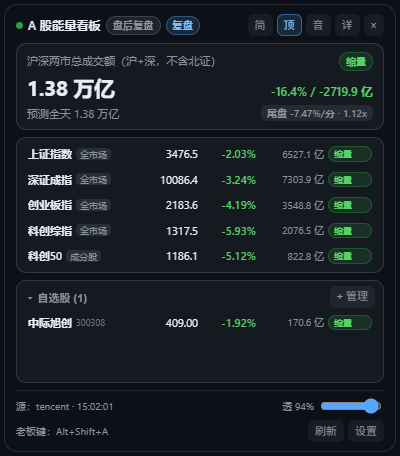 A 股能量看板 盘后复盘 复盘 简 顶 音 详 ×
沪深两市总成交额（沪+深，不含北证） 缩量
1.38 万亿 -16.4% / -2719.9 亿
预测全天 1.38 万亿 尾盘 -7.47%/分 · 1.12x
上证指数 全市场 3476.5 -2.03% 6527.1 亿 缩量
深证成指 全市场 10086.4 -3.24% 7303.9 亿 缩量
创业板指 全市场 2183.6 -4.19% 3548.8 亿 缩量
科创综指 全市场 1317.5 -5.93% 2076.5 亿 缩量
科创50 成分股 1186.1 -5.12% 822.8 亿 缩量
自选股 (1) + 管理
中际旭创 300308 409.00 -1.92% 170.6 亿 缩量
源：tencent · 15:02:01 透 94%
老板键：Alt+Shift+A 刷新 设置